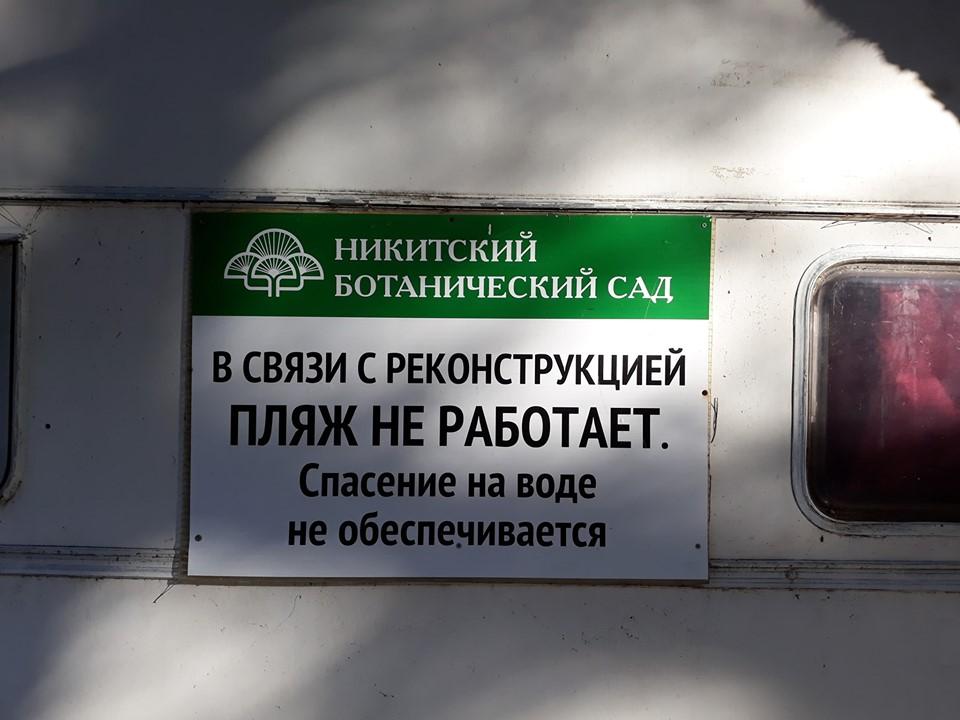 НИКИТСКИЙ
БОТАНИЧЕСКИЙ САД
В СВЯЗИ С РЕКОНСТРУКЦИЕЙ
ПЛЯЖ НЕ РАБОТАЕТ.
Спасение на воде
не обеспечивается